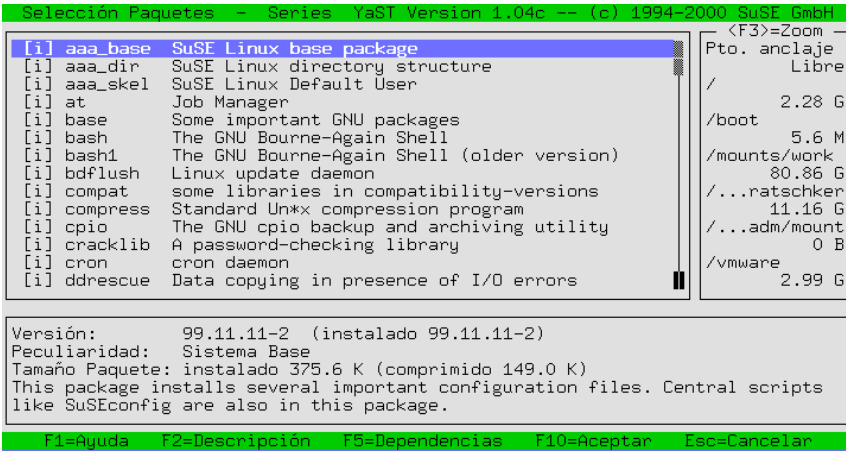 Selección Paquetes - Series YaST Version 1.04c -- (c) 1994-2000 SuSE GmbH
[i] aaa_base SuSE Linux base package
[i] aaa_dir SuSE Linux directory structure
[i] aaa_skel SuSE Linux Default User
[i] at Job Manager
[i] base Some important GNU packages
[i] bash The GNU Bourne-Again Shell
[i] bash1 The GNU Bourne-Again Shell (older version)
[i] bdflush Linux update daemon
[i] compat some libraries in compatibility-versions
[i] compress Standard Un*x compression program
[i] cpio The GNU cpio backup and archiving utility
[i] cracklib A password-checking library
[i] cron cron daemon
[i] ddrescue Data copying in presence of I/O errors
<F3>=Zoom
Pto. anclaje
Libre
/
2.28 G
/boot
5.6 M
/mounts/work
80.86 G
/...ratschker
11.16 G
/...adm/mount
0 B
/vmware
2.99 G
Versión: 99.11.11-2 (instalado 99.11.11-2)
Peculiaridad: Sistema Base
Tamaño Paquete: instalado 375.6 K (comprimido 149.0 K)
This package installs several important configuration files. Central scripts
like SuSEconfig are also in this package.
F1=Ayuda F2=Descripción F5=Dependencias F10=Aceptar Esc=Cancelar